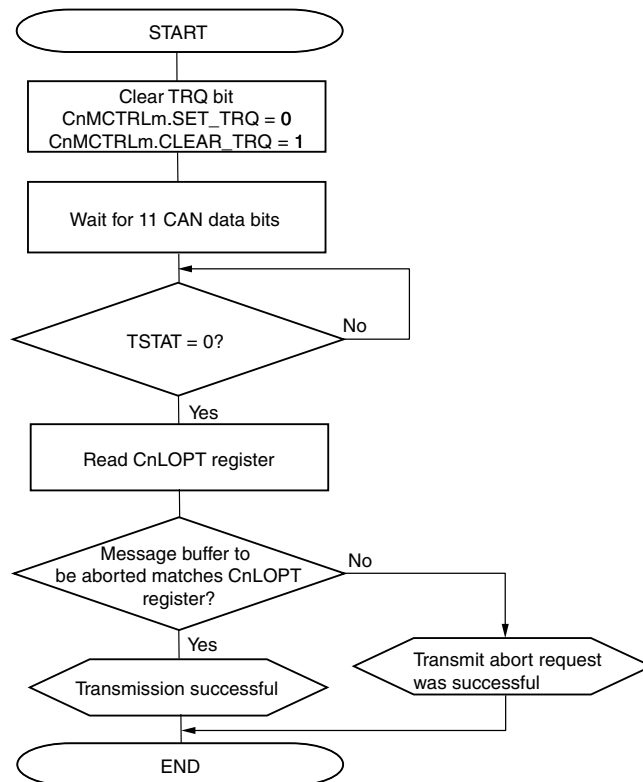 START
Clear TRQ bit
CnMCTRLm.SET_TRQ = 0
CnMCTRLm.CLEAR_TRQ = 1
Wait for 11 CAN data bits
TSTAT = 0?
No
Yes
Read CnLOPT register
Message buffer to
be aborted matches CnLOPT
register?
No
Yes
Transmit abort request
was successful
Transmission successful
END